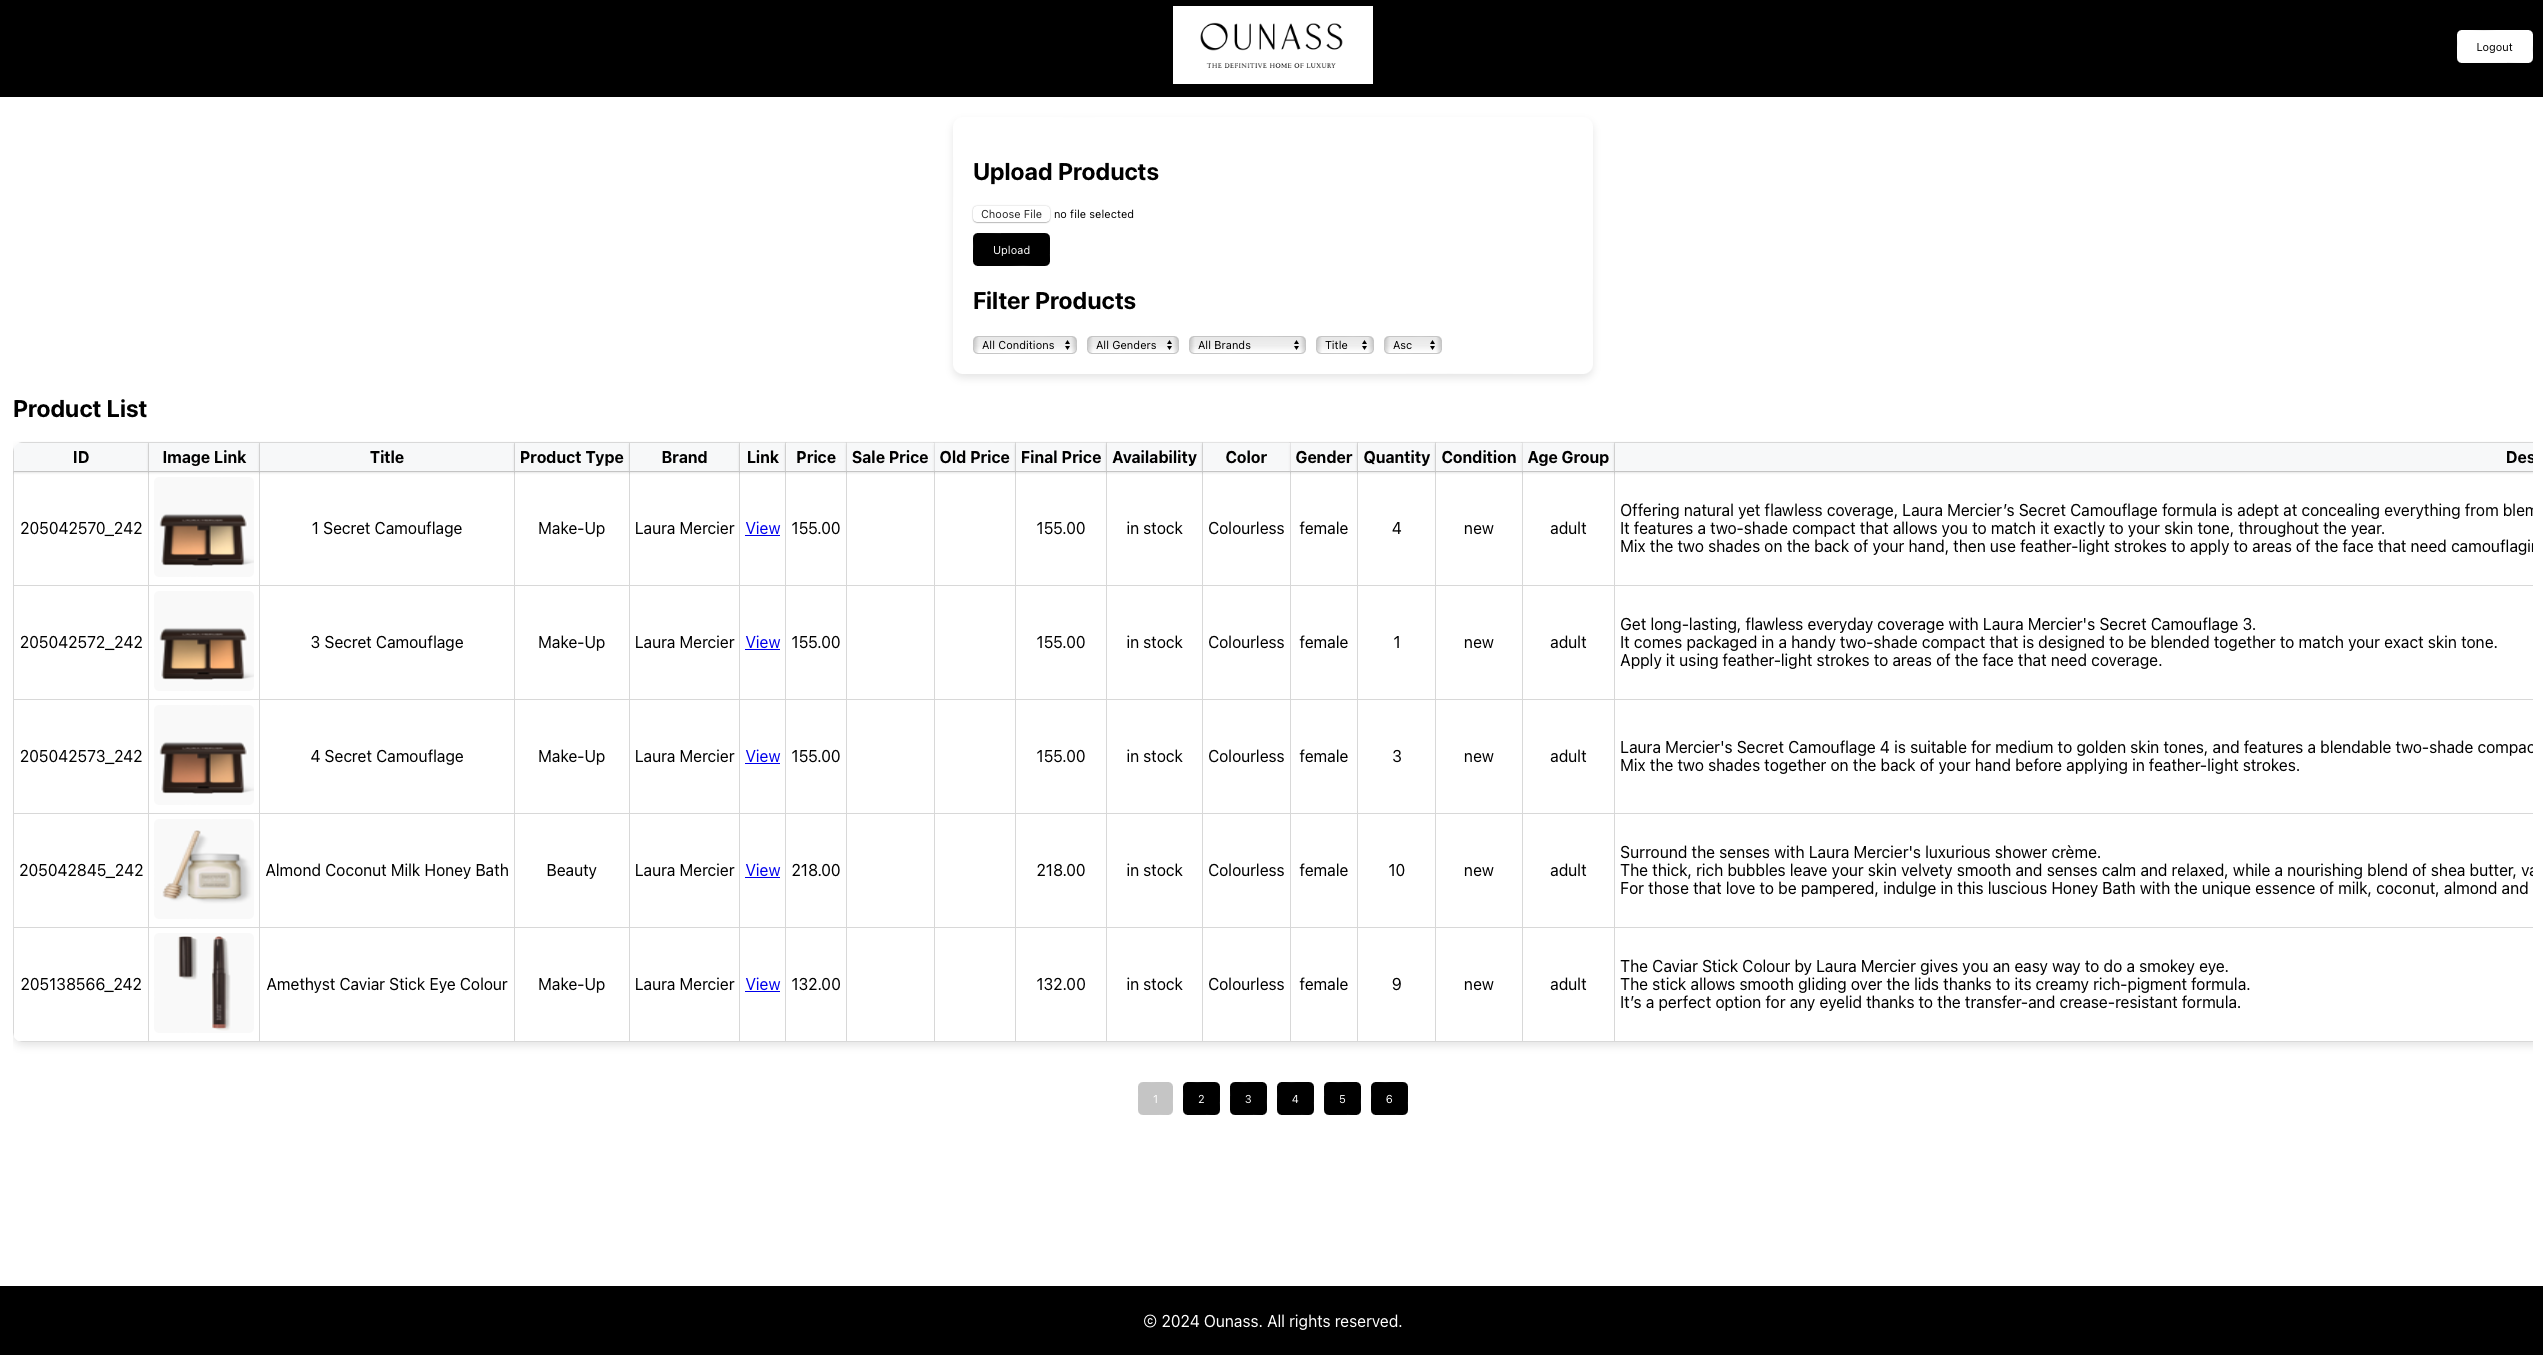 OUNASS
THE DEFINITIVE HOME OF LUXURY
Logout
Upload Products
Choose File no file selected
Upload
Filter Products
All Conditions All Genders All Brands Title Asc
Product List
ID Image Link Title Product Type Brand Link Price Sale Price Old Price Final Price Availability Color Gender Quantity Condition Age Group Des
205042570_242 1 Secret Camouflage Make-Up Laura Mercier View 155.00 155.00 in stock Colourless female 4 new adult
Offering natural yet flawless coverage, Laura Mercier’s Secret Camouflage formula is adept at concealing everything from blem
It features a two-shade compact that allows you to match it exactly to your skin tone, throughout the year.
Mix the two shades on the back of your hand, then use feather-light strokes to apply to areas of the face that need camouflagi
205042572_242 3 Secret Camouflage Make-Up Laura Mercier View 155.00 155.00 in stock Colourless female 1 new adult
Get long-lasting, flawless everyday coverage with Laura Mercier's Secret Camouflage 3.
It comes packaged in a handy two-shade compact that is designed to be blended together to match your exact skin tone.
Apply it using feather-light strokes to areas of the face that need coverage.
205042573_242 4 Secret Camouflage Make-Up Laura Mercier View 155.00 155.00 in stock Colourless female 3 new adult
Laura Mercier's Secret Camouflage 4 is suitable for medium to golden skin tones, and features a blendable two-shade compac
Mix the two shades together on the back of your hand before applying in feather-light strokes.
205042845_242 Almond Coconut Milk Honey Bath Beauty Laura Mercier View 218.00 218.00 in stock Colourless female 10 new adult
Surround the senses with Laura Mercier's luxurious shower crème.
The thick, rich bubbles leave your skin velvety smooth and senses calm and relaxed, while a nourishing blend of shea butter, va
For those that love to be pampered, indulge in this luscious Honey Bath with the unique essence of milk, coconut, almond and
205138566_242 Amethyst Caviar Stick Eye Colour Make-Up Laura Mercier View 132.00 132.00 in stock Colourless female 9 new adult
The Caviar Stick Colour by Laura Mercier gives you an easy way to do a smokey eye.
The stick allows smooth gliding over the lids thanks to its creamy rich-pigment formula.
It’s a perfect option for any eyelid thanks to the transfer-and crease-resistant formula.
1 2 3 4 5 6
© 2024 Ounass. All rights reserved.